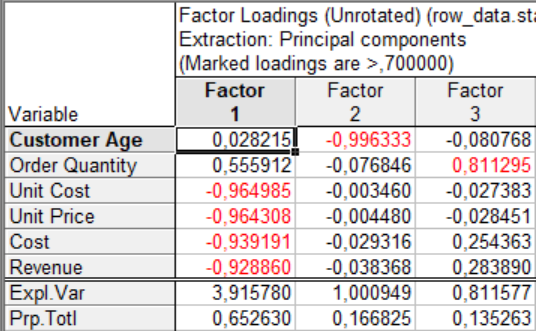 Factor Loadings (Unrotated) (row_data.sta
Extraction: Principal components
(Marked loadings are >,700000)
Variable Factor 1 Factor 2 Factor 3
Customer Age 0,028215 -0,996333 -0,080768
Order Quantity 0,555912 -0,076846 0,811295
Unit Cost -0,964985 -0,003460 -0,027383
Unit Price -0,964308 -0,004480 -0,028451
Cost -0,939191 -0,029316 0,254363
Revenue -0,928860 -0,038368 0,283890
Expl.Var 3,915780 1,000949 0,811577
Prp.Totl 0,652630 0,166825 0,135263